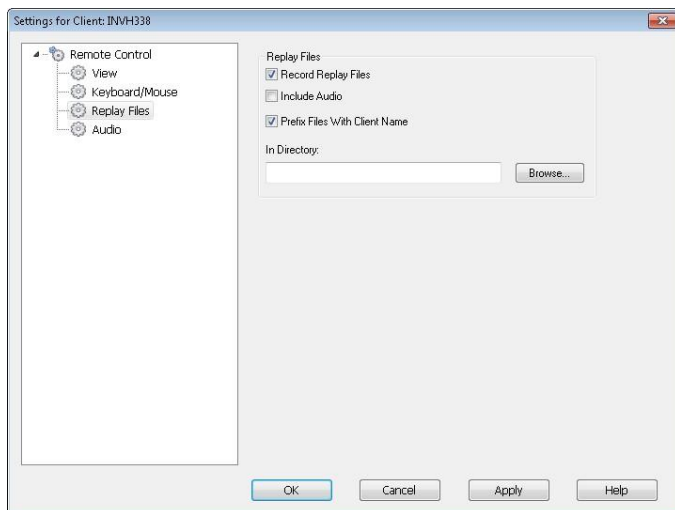 Settings for Client: INVH338
Remote Control
View
Keyboard/Mouse
Replay Files
Audio
Replay Files
Record Replay Files
Include Audio
Prefix Files With Client Name
In Directory:
Browse...
OK
Cancel
Apply
Help